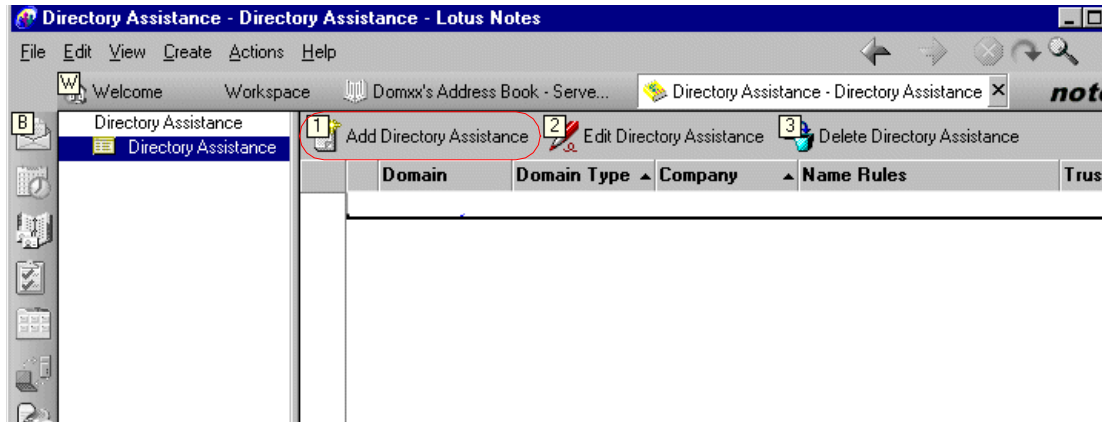 Directory Assistance - Directory Assistance - Lotus Notes
File Edit View Create Actions Help
W Welcome Workspace Domxx's Address Book - Serve... Directory Assistance - Directory Assistance
B Directory Assistance
Directory Assistance
1 Add Directory Assistance 2 Edit Directory Assistance 3 Delete Directory Assistance
Domain Domain Type Company Name Rules Trus